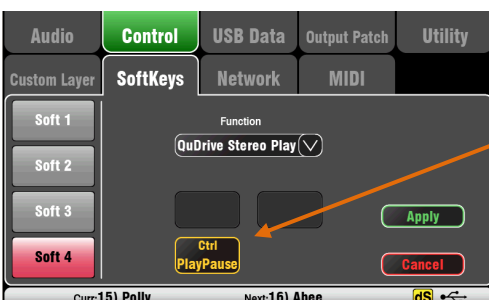 Audio Control USB Data Output Patch Utility
Custom Layer SoftKeys Network MIDI
Soft 1
Function
QuDrive Stereo Play
Soft 2
Soft 3
Apply
Soft 4
Ctrl
PlayPause
Cancel
Curr:15) Polly Next:16) Abee dS